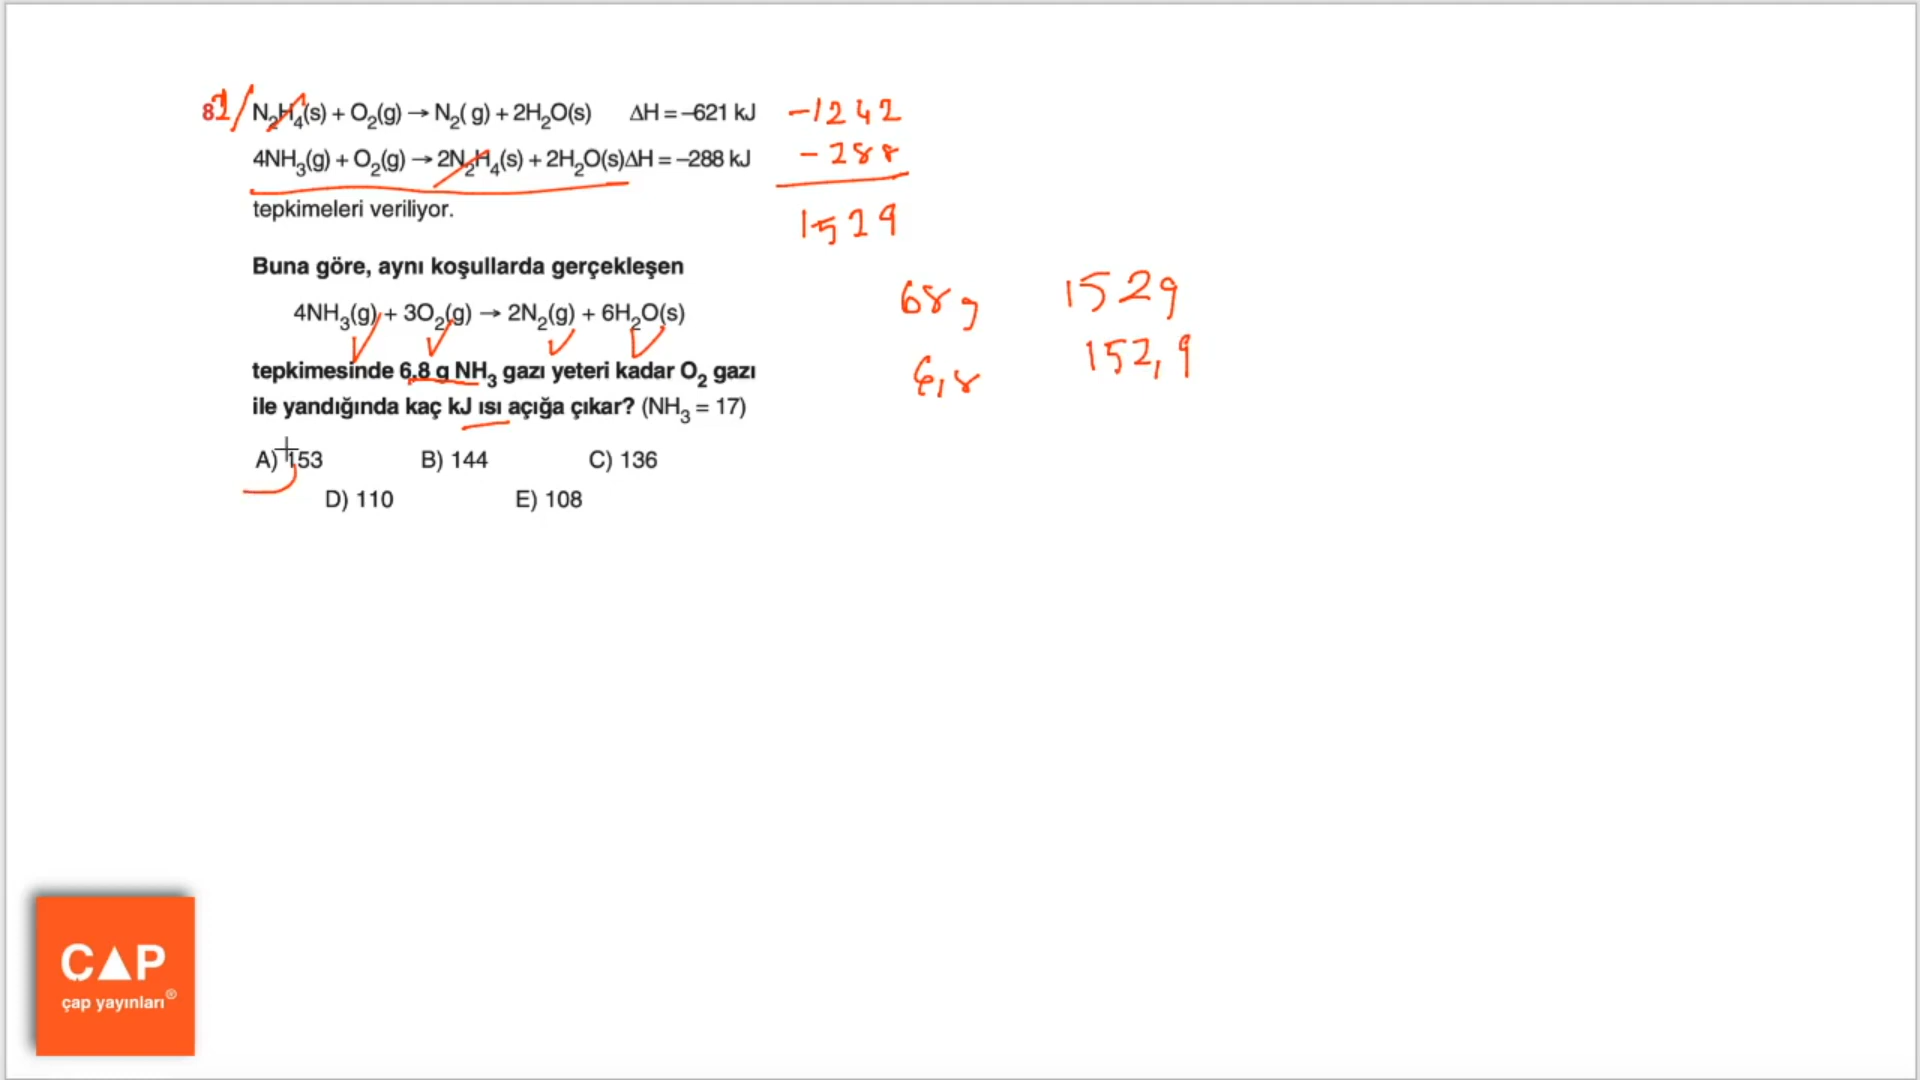 8 2/ N₂H₄(s) + O₂(g) → N₂( g) + 2H₂O(s) ΔH = –621 kJ -1242
4NH₃(g) + O₂(g) → 2N₂H₄(s) + 2H₂O(s)ΔH = –288 kJ - 288
tepkimeleri veriliyor. 1529
Buna göre, aynı koşullarda gerçekleşen
4NH₃(g) + 3O₂(g) → 2N₂(g) + 6H₂O(s) 68 g 1529
tepkimesinde 6,8 g NH₃ gazı yeteri kadar O₂ gazı 6,8 152,9
ile yandığında kaç kJ ısı açığa çıkar? (NH₃ = 17)
A) 153 B) 144 C) 136
D) 110 E) 108
CAP
çap yayınları®